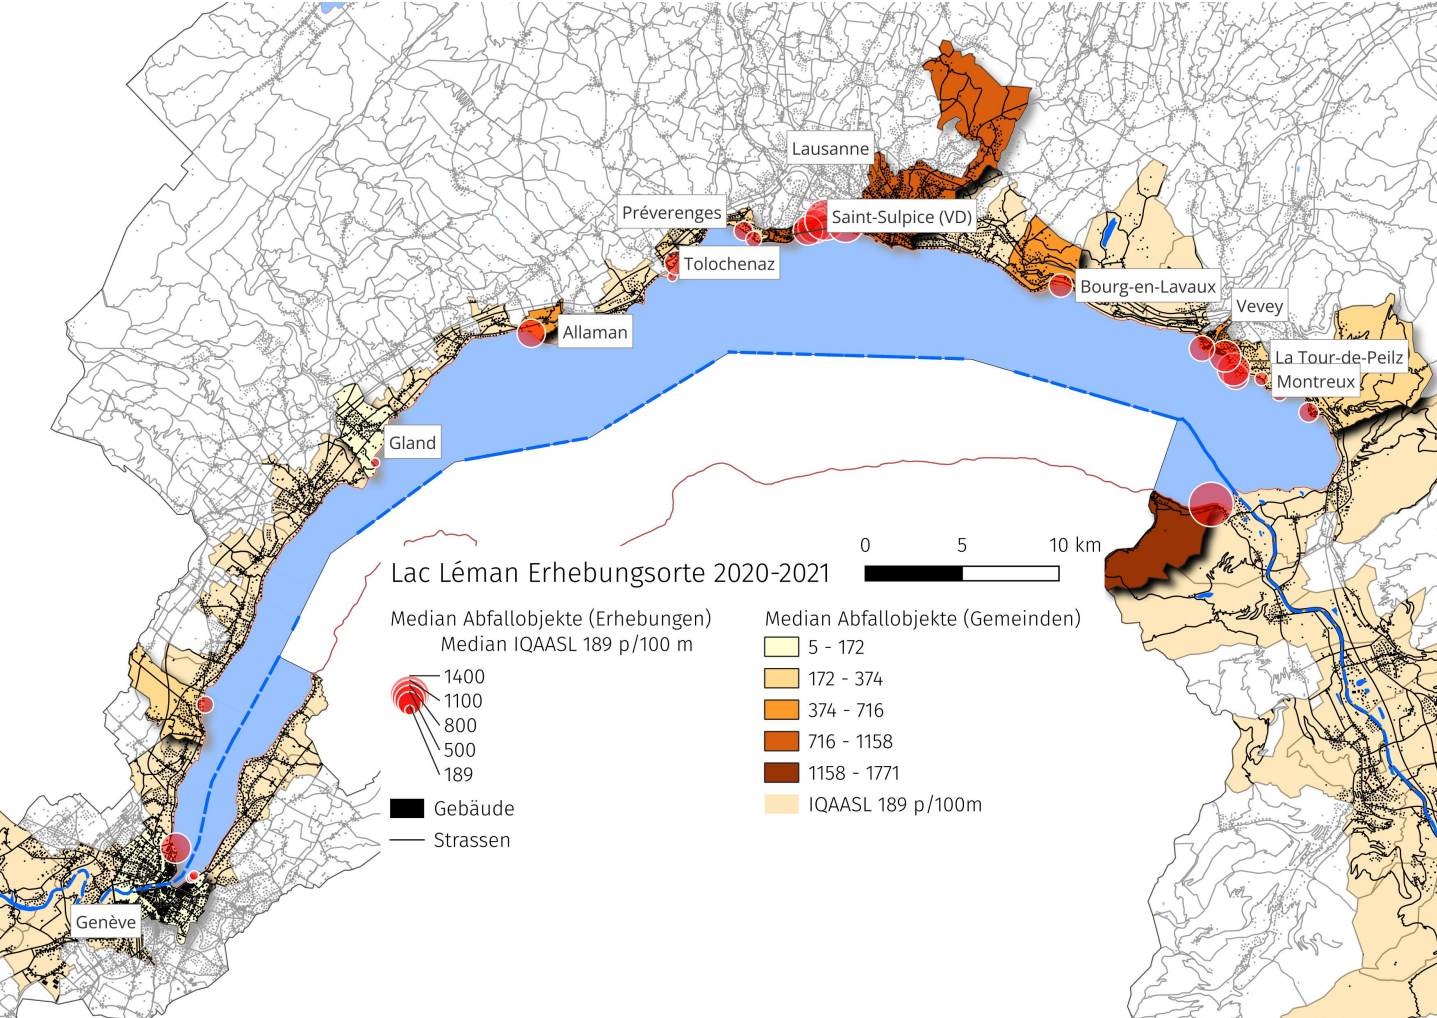 Lausanne
Préverenges
Saint-Sulpice (VD)
Tolochenaz
Bourg-en-Lavaux
Vevey
Allaman
La Tour-de-Peilz
Montreux
Gland
0 5 10 km
Lac Léman Erhebungsorte 2020-2021
Median Abfallobjekte (Erhebungen)
Median IQAASL 189 p/100 m
1400
1100
800
500
189
Gebäude
Strassen
Median Abfallobjekte (Gemeinden)
5 - 172
172 - 374
374 - 716
716 - 1158
1158 - 1771
IQAASL 189 p/100m
Genève